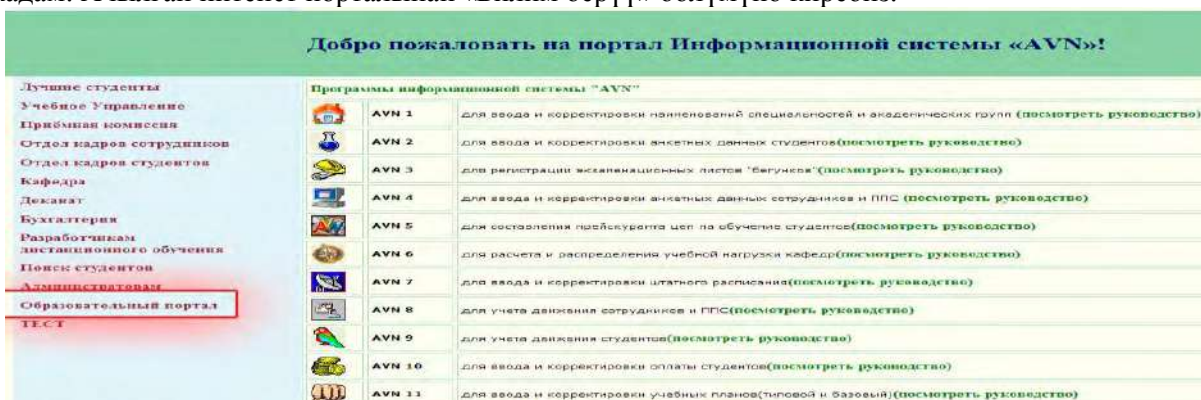 Добро пожаловать на портал Информационной системы «AVN»!
Лучшие студенты
Учебное Управление
Приёмная комиссия
Отдел кадров сотрудников
Отдел кадров студентов
Кафедра
Деканат
Бухгалтерия
Разработчикам
дистанционного обучения
Поиск студентов
Администраторам
Образовательный портал
ТЕСТ
Программы информационной системы "AVN"
AVN 1 для ввода и корректировки наименований специальностей и академических групп (посмотреть руководство)
AVN 2 для ввода и корректировки анкетных данных студентов(посмотреть руководство)
AVN 3 для регистрации экзаменационных листов "бегунков"(посмотреть руководство)
AVN 4 для ввода и корректировки анкетных данных сотрудников и ППС (посмотреть руководство)
AVN 5 для составления прейскуранта цен на обучение студентов(посмотреть руководство)
AVN 6 для расчета и распределения учебной нагрузки кафедр(посмотреть руководство)
AVN 7 для ввода и корректировки штатного расписания(посмотреть руководство)
AVN 8 для учета движения сотрудников и ППС(посмотреть руководство)
AVN 9 для учета движения студентов(посмотреть руководство)
AVN 10 для ввода и корректировки оплаты студентов(посмотреть руководство)
AVN 11 для ввода и корректировки учебных планов(типовой и базовый)(посмотреть руководство)